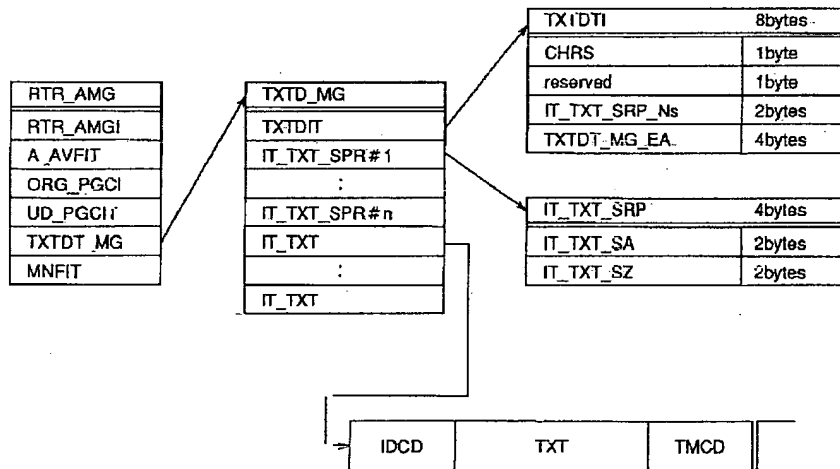 RTR_AMG
RTR_AMGI
A_AVFIT
ORG_PGCI
UD_PGCIT
TXTDT_MG
MNFIT
TXTD_MG
TXTDIT
IT_TXT_SPR#1
:
IT_TXT_SPR#n
IT_TXT
:
IT_TXT
TXTDTI 8bytes
CHRS 1byte
reserved 1byte
IT_TXT_SRP_Ns 2bytes
TXTDT_MG_EA 4bytes
IT_TXT_SRP 4bytes
IT_TXT_SA 2bytes
IT_TXT_SZ 2bytes
IDCD TXT TMCD